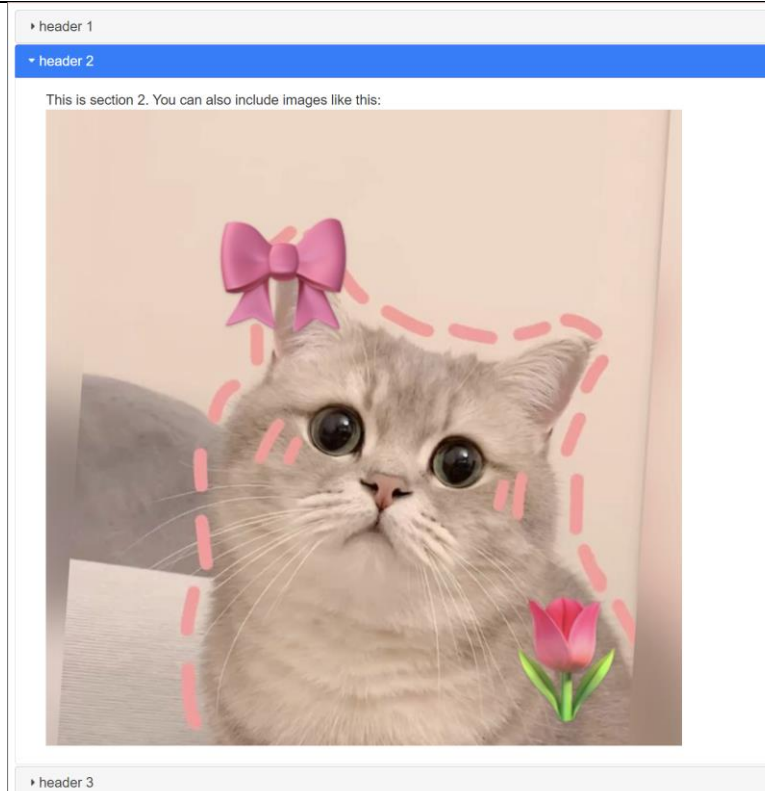 header 1
header 2
This is section 2. You can also include images like this:
header 3